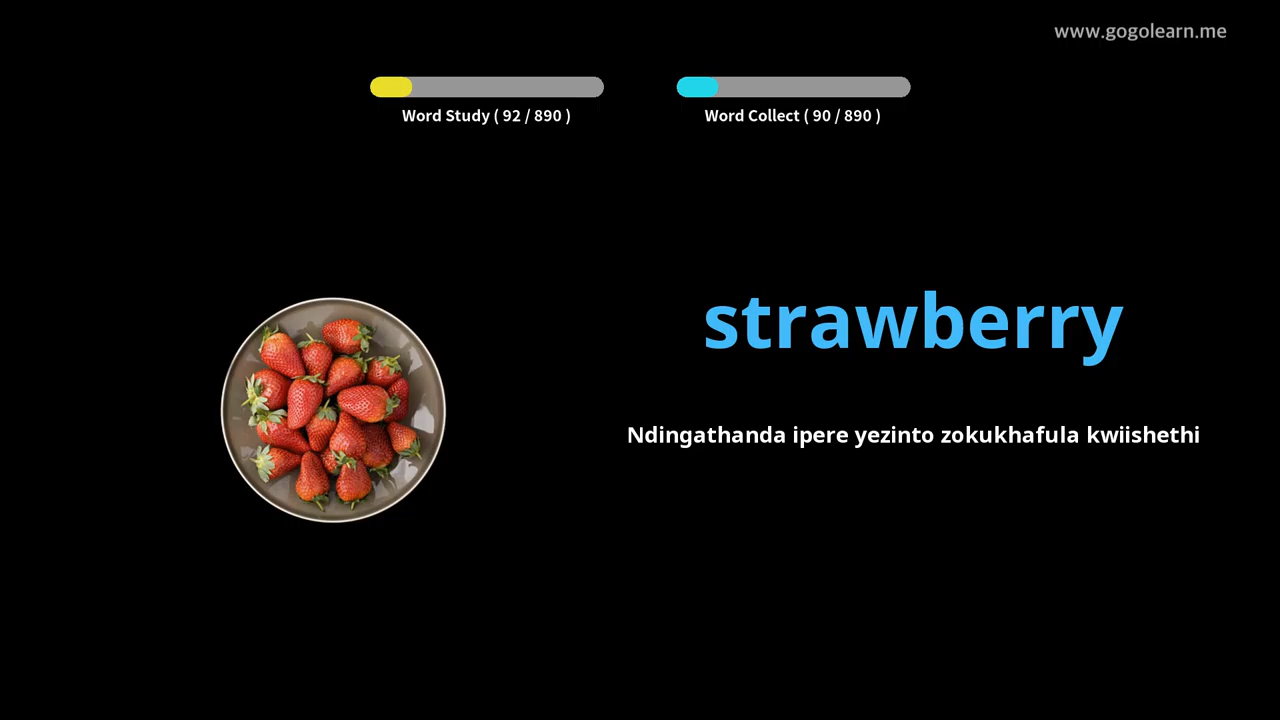 www.gogolearn.me
Word Study ( 92 / 890 )
Word Collect ( 90 / 890 )
strawberry
Ndingathanda ipere yezinto zokukhafula kwiishethi